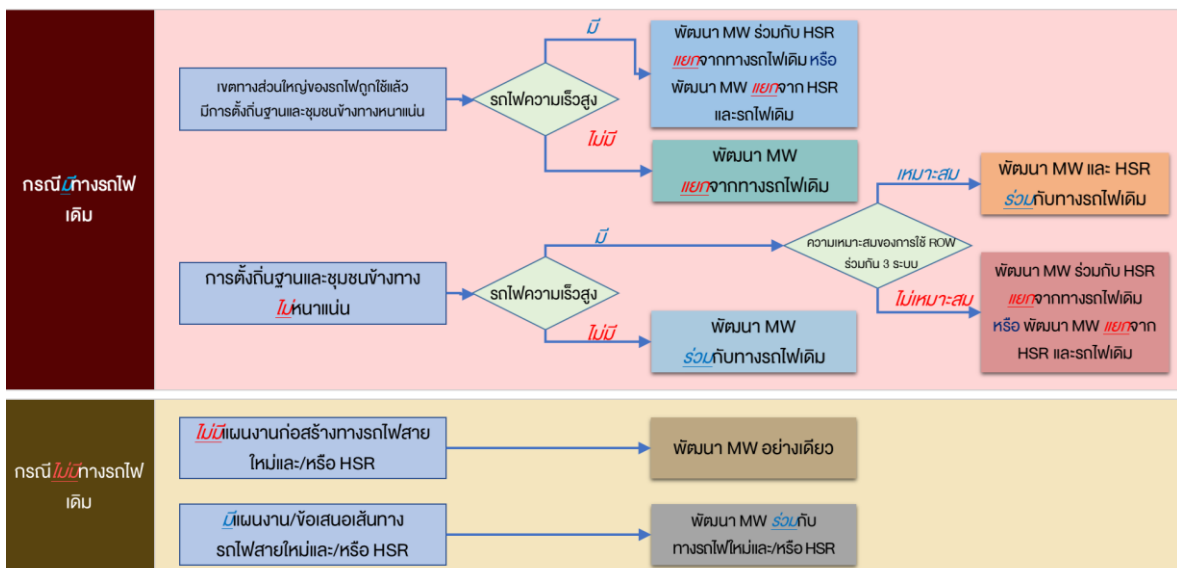 กรณีมีทางรถไฟ
เดิม
เขตทางส่วนใหญ่ของรถไฟถูกใช้แล้ว
มีการตั้งถิ่นฐานและชุมชนข้างทางหนาแน่น
รถไฟความเร็วสูง
มี
พัฒนา MW ร่วมกับ HSR
แยกจากทางรถไฟเดิม หรือ
พัฒนา MW แยกจาก HSR
และรถไฟเดิม
ไม่มี
พัฒนา MW
แยกจากทางรถไฟเดิม
การตั้งถิ่นฐานและชุมชนข้างทาง
ไม่หนาแน่น
รถไฟความเร็วสูง
มี
ความเหมาะสมของการใช้ ROW
ร่วมกัน 3 ระบบ
เหมาะสม
พัฒนา MW และ HSR
ร่วมกับทางรถไฟเดิม
ไม่เหมาะสม
พัฒนา MW ร่วมกับ HSR
แยกจากทางรถไฟเดิม
หรือ พัฒนา MW แยกจาก
HSR และรถไฟเดิม
ไม่มี
พัฒนา MW
ร่วมกับทางรถไฟเดิม
กรณีไม่มีทางรถไฟ
เดิม
ไม่มีแผนงานก่อสร้างทางรถไฟสาย
ใหม่และ/หรือ HSR
พัฒนา MW อย่างเดียว
มีแผนงาน/ข้อเสนอเส้นทาง
รถไฟสายใหม่และ/หรือ HSR
พัฒนา MW ร่วมกับ
ทางรถไฟใหม่และ/หรือ HSR